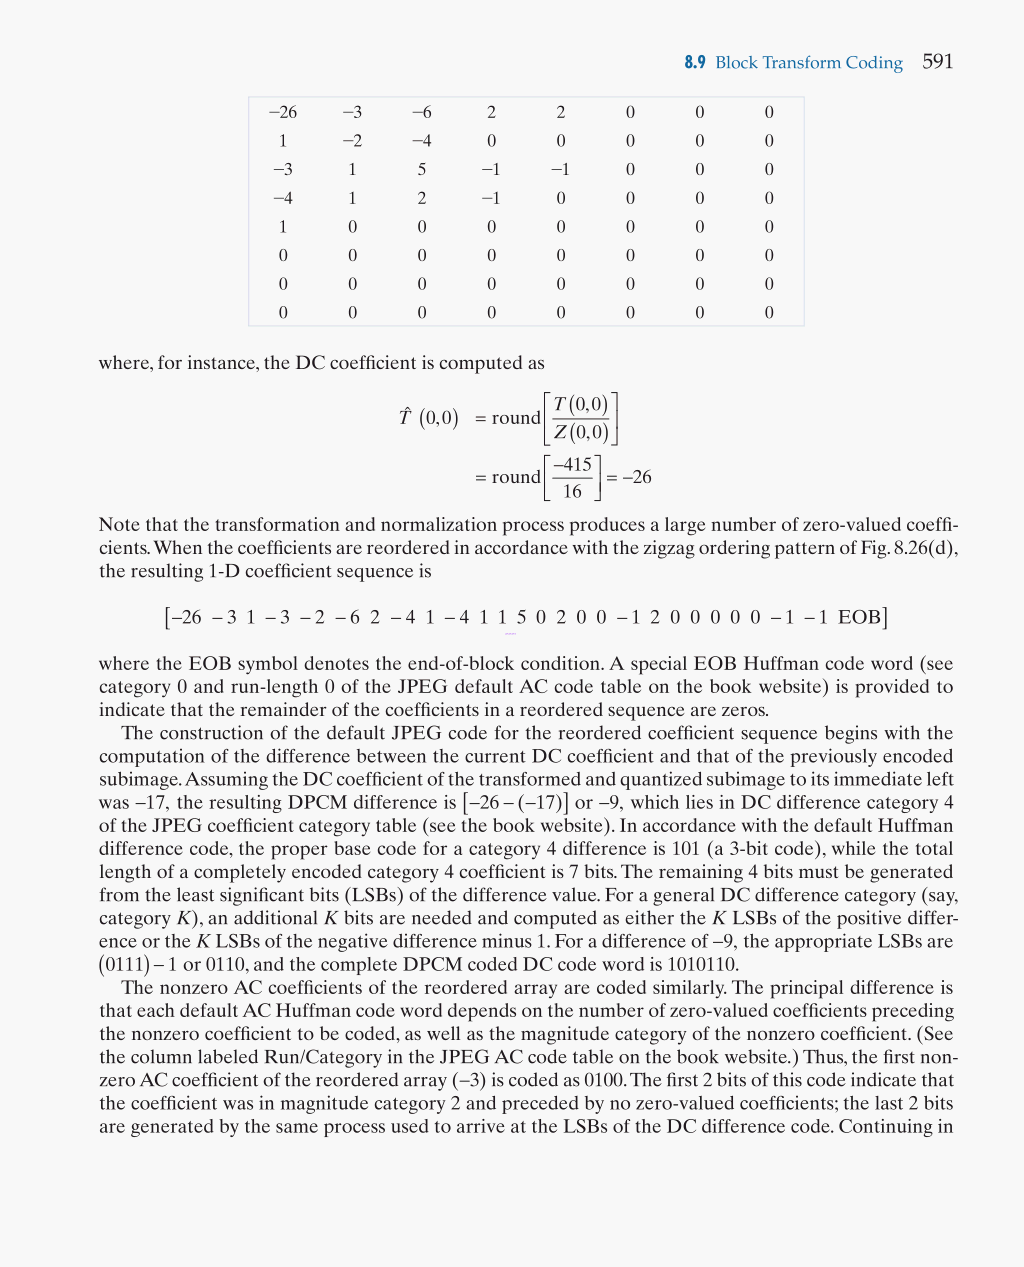 8.9 Block Transform Coding 591
−26 −3 −6 2 2 0 0 0
1 −2 −4 0 0 0 0 0
−3 1 5 −1 −1 0 0 0
−4 1 2 −1 0 0 0 0
1 0 0 0 0 0 0 0
0 0 0 0 0 0 0 0
0 0 0 0 0 0 0 0
0 0 0 0 0 0 0 0
where, for instance, the DC coefficient is computed as
T̂ (0,0) = round[T(0,0) / Z(0,0)]
= round[−415 / 16] = −26
Note that the transformation and normalization process produces a large number of zero-valued coeffi-
cients. When the coefficients are reordered in accordance with the zigzag ordering pattern of Fig. 8.26(d),
the resulting 1-D coefficient sequence is
[−26 −3 1 −3 −2 −6 2 −4 1 −4 1 1 5 0 2 0 0 −1 2 0 0 0 0 0 −1 −1 EOB]
where the EOB symbol denotes the end-of-block condition. A special EOB Huffman code word (see
category 0 and run-length 0 of the JPEG default AC code table on the book website) is provided to
indicate that the remainder of the coefficients in a reordered sequence are zeros.
The construction of the default JPEG code for the reordered coefficient sequence begins with the
computation of the difference between the current DC coefficient and that of the previously encoded
subimage. Assuming the DC coefficient of the transformed and quantized subimage to its immediate left
was −17, the resulting DPCM difference is [−26 − (−17)] or −9, which lies in DC difference category 4
of the JPEG coefficient category table (see the book website). In accordance with the default Huffman
difference code, the proper base code for a category 4 difference is 101 (a 3-bit code), while the total
length of a completely encoded category 4 coefficient is 7 bits. The remaining 4 bits must be generated
from the least significant bits (LSBs) of the difference value. For a general DC difference category (say,
category K), an additional K bits are needed and computed as either the K LSBs of the positive differ-
ence or the K LSBs of the negative difference minus 1. For a difference of −9, the appropriate LSBs are
(0111) − 1 or 0110, and the complete DPCM coded DC code word is 1010110.
The nonzero AC coefficients of the reordered array are coded similarly. The principal difference is
that each default AC Huffman code word depends on the number of zero-valued coefficients preceding
the nonzero coefficient to be coded, as well as the magnitude category of the nonzero coefficient. (See
the column labeled Run/Category in the JPEG AC code table on the book website.) Thus, the first non-
zero AC coefficient of the reordered array (−3) is coded as 0100. The first 2 bits of this code indicate that
the coefficient was in magnitude category 2 and preceded by no zero-valued coefficients; the last 2 bits
are generated by the same process used to arrive at the LSBs of the DC difference code. Continuing in